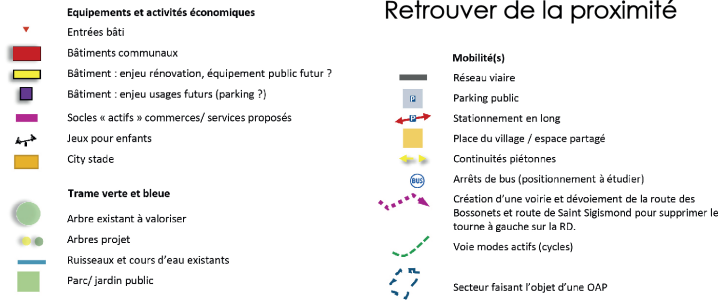 Retrouver de la proximité
Equipements et activités économiques
Entrées bâti
Bâtiments communaux
Bâtiment : enjeu rénovation, équipement public futur ?
Bâtiment : enjeu usages futurs (parking ?)
Socles « actifs » commerces/ services proposés
Jeux pour enfants
City stade
Trame verte et bleue
Arbre existant à valoriser
Arbres projet
Ruisseaux et cours d'eau existants
Parc/ jardin public
Mobilité(s)
Réseau viaire
P
Parking public
P
Stationnement en long
Place du village / espace partagé
Continuités piétonnes
BUS
Arrêts de bus (positionnement à étudier)
Création d'une voirie et dévoiement de la route des
Bossonets et route de Saint Sigismond pour supprimer le
tourne à gauche sur la RD.
Voie modes actifs (cycles)
Secteur faisant l'objet d'une OAP